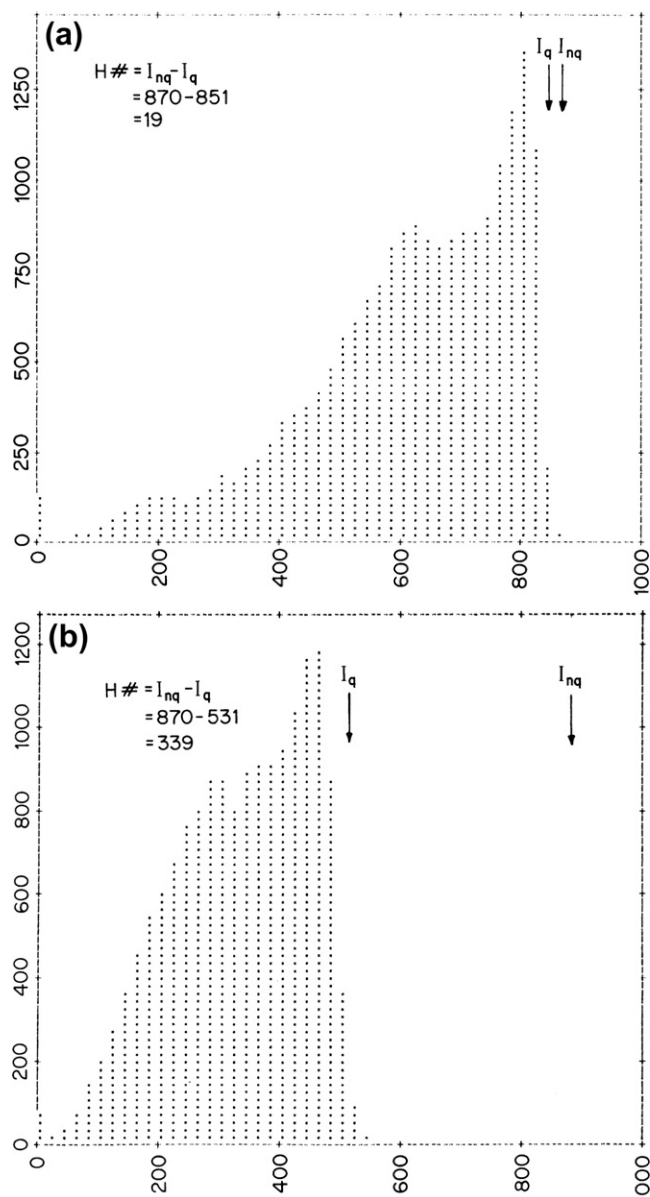 (a)
H# = Inq-Iq
= 870-851
= 19
Iq Inq
1250
1000
750
500
250
0
0 200 400 600 800 1000
(b)
H# = Inq-Iq
= 870-531
= 339
Iq Inq
1200
1000
800
600
400
200
0
0 200 400 600 800 000